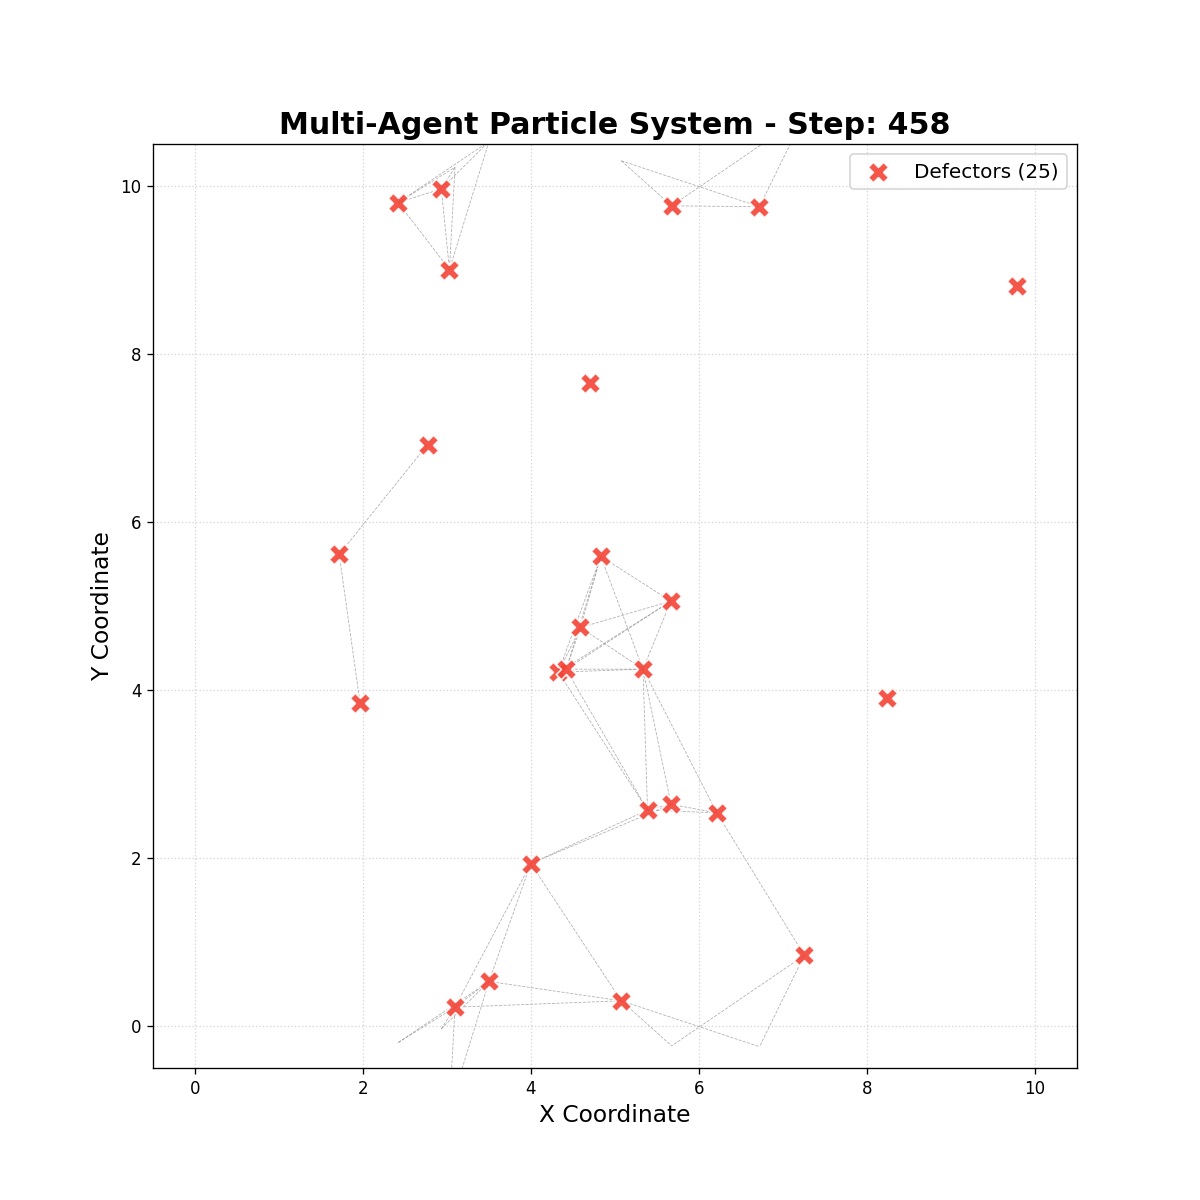 Multi-Agent Particle System - Step: 458
Defectors (25)
10
8
6
4
2
0
Y Coordinate
0 2 4 6 8 10
X Coordinate